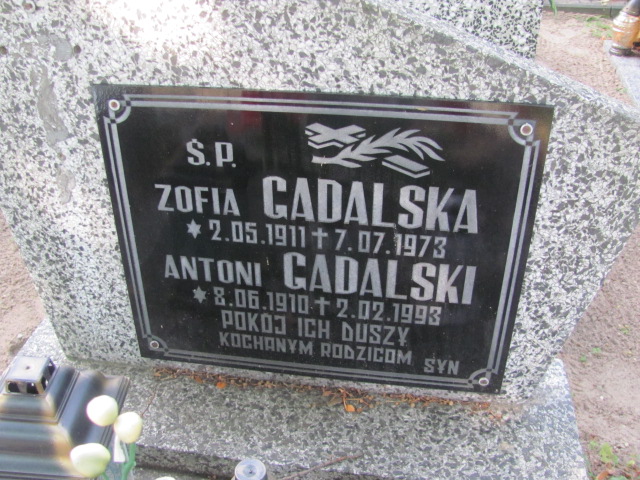 Ś.P.
ZOFIA GADALSKA
* 2.05.1911 + 7.07.1973
ANTONI GADALSKI
* 8.06.1910 + 2.02.1993
POKÓJ ICH DUSZY
KOCHANYM RODZICOM SYN